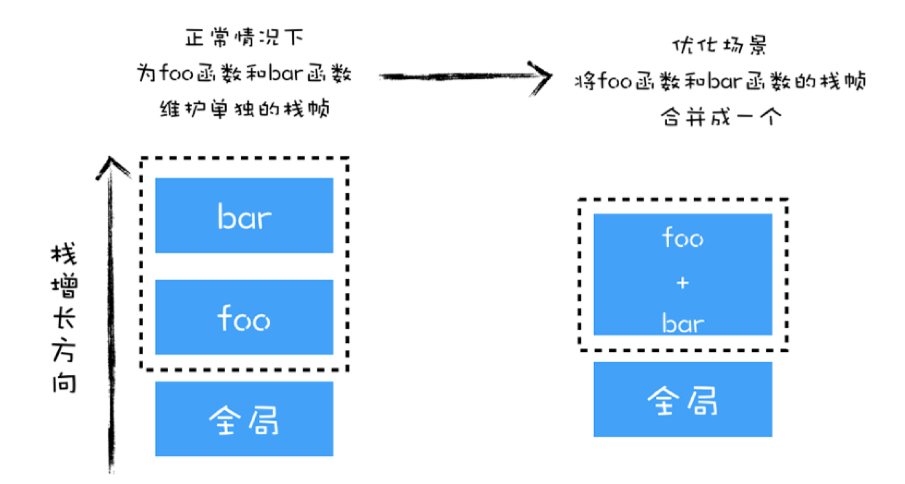 正常情况下
为foo函数和bar函数
维护单独的栈帧
优化场景
将foo函数和bar函数的栈帧
合并成一个
栈增长方向
bar
foo
全局
foo
+
bar
全局